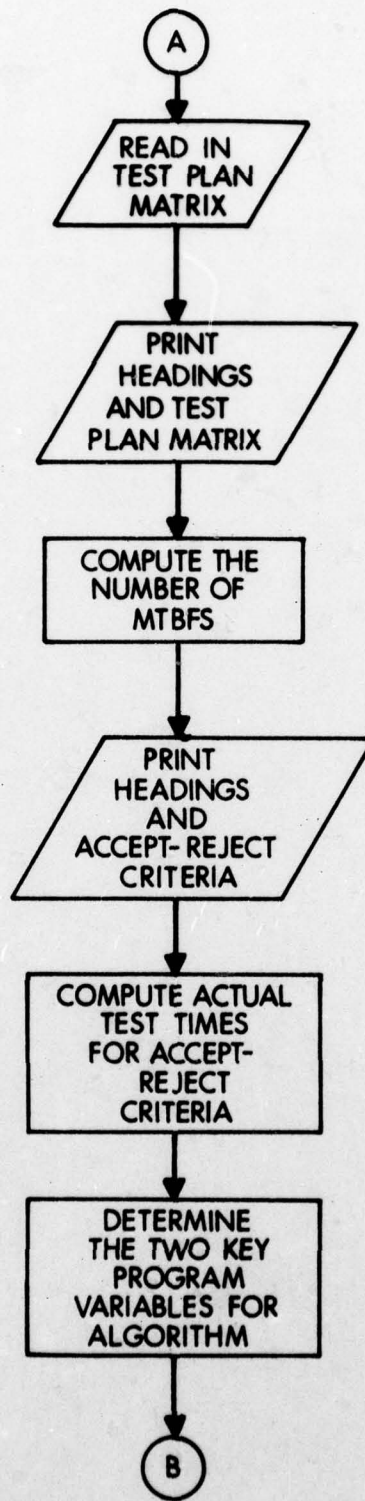 A
READ IN
TEST PLAN
MATRIX
PRINT
HEADINGS
AND TEST
PLAN MATRIX
COMPUTE THE
NUMBER OF
MTBFS
PRINT
HEADINGS
AND
ACCEPT-REJECT
CRITERIA
COMPUTE ACTUAL
TEST TIMES
FOR ACCEPT-
REJECT
CRITERIA
DETERMINE
THE TWO KEY
PROGRAM
VARIABLES FOR
ALGORITHM
B